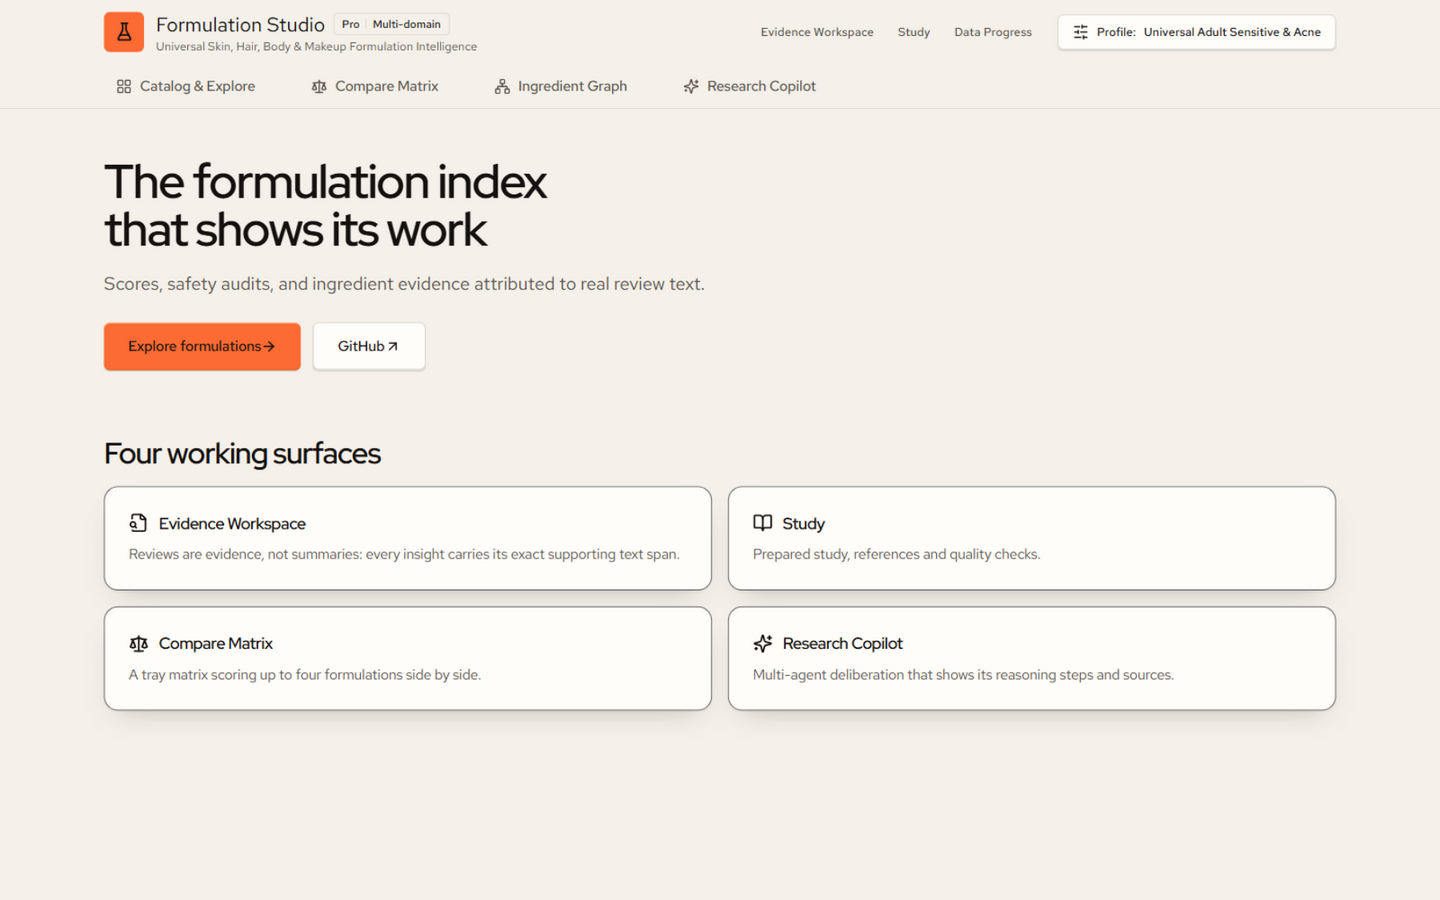 Formulation Studio
Pro | Multi-domain
Universal Skin, Hair, Body & Makeup Formulation Intelligence
Evidence Workspace
Study
Data Progress
Profile: Universal Adult Sensitive & Acne
Catalog & Explore
Compare Matrix
Ingredient Graph
Research Copilot
The formulation index
that shows its work
Scores, safety audits, and ingredient evidence attributed to real review text.
Explore formulations→
GitHub
Four working surfaces
Evidence Workspace
Reviews are evidence, not summaries: every insight carries its exact supporting text span.
Study
Prepared study, references and quality checks.
Compare Matrix
A tray matrix scoring up to four formulations side by side.
Research Copilot
Multi-agent deliberation that shows its reasoning steps and sources.